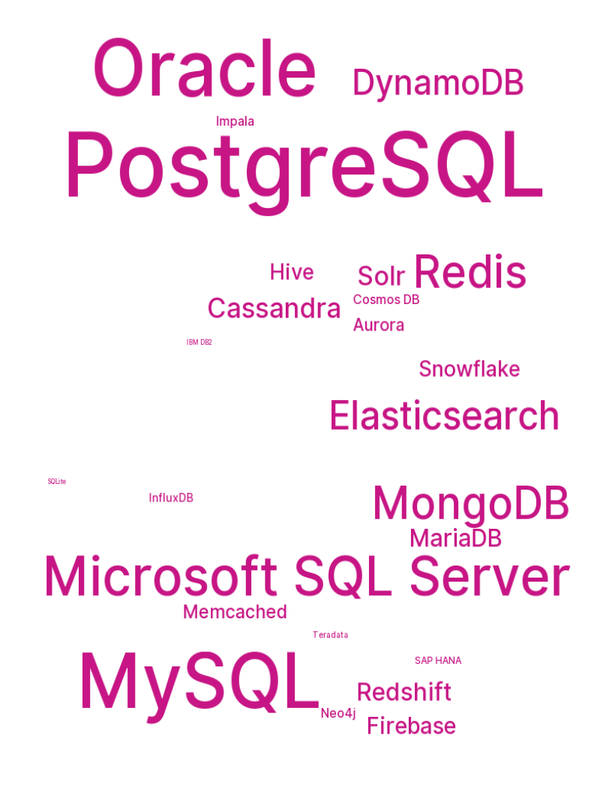 Oracle
DynamoDB
Impala
PostgreSQL
Hive
Solr
Redis
Cosmos DB
Cassandra
Aurora
IBM DB2
Snowflake
Elasticsearch
SQLite
InfluxDB
MongoDB
MariaDB
Microsoft SQL Server
Memcached
Teradata
SAP HANA
MySQL
Redshift
Neo4j
Firebase